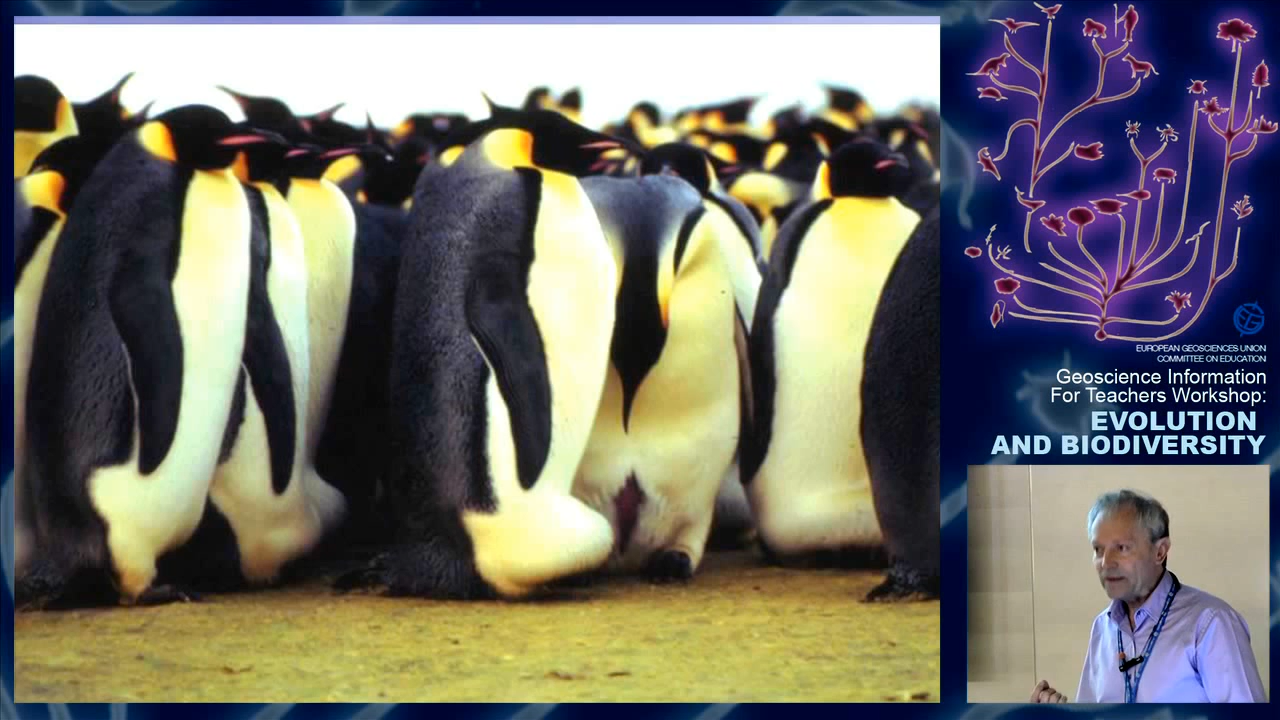 EUROPEAN GEOSCIENCES UNION
COMMITTEE ON EDUCATION
Geoscience Information
For Teachers Workshop:
EVOLUTION
AND BIODIVERSITY